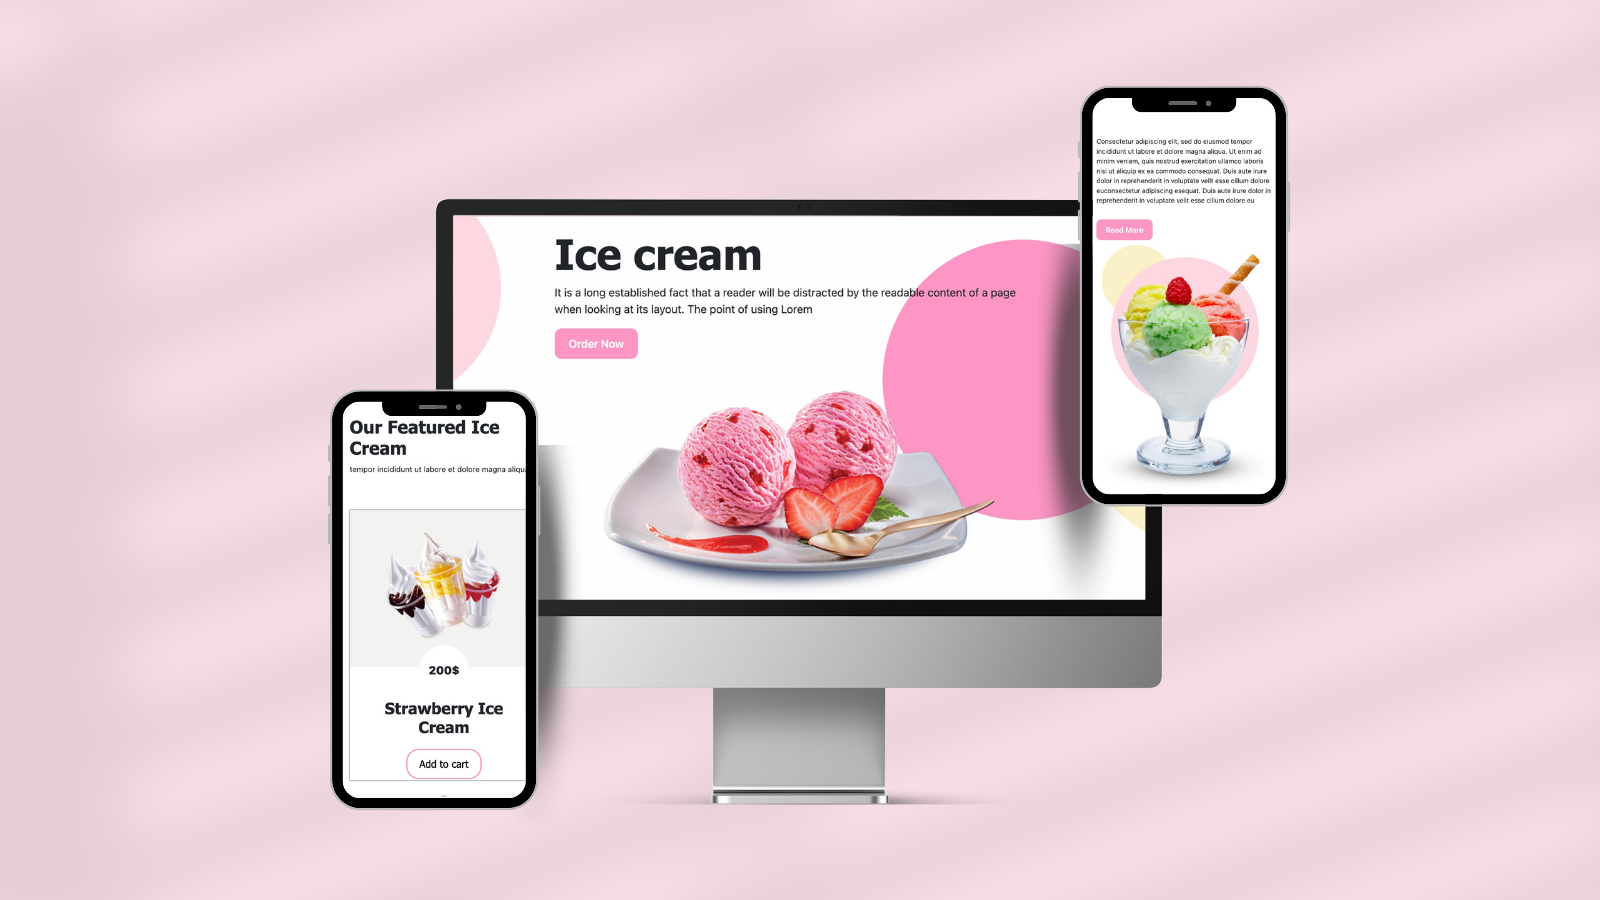 Ice cream
It is a long established fact that a reader will be distracted by the readable content of a page
when looking at its layout. The point of using Lorem
Order Now
Our Featured Ice
Cream
tempor incididunt ut labore et dolore magna aliqua
200$
Strawberry Ice
Cream
Add to cart
Consectetur adipiscing elit, sed do eiusmod tempor
incididunt ut labore et dolore magna aliqua. Ut enim ad
minim veniam, quis nostrud exercitation ullamco laboris
nisi ut aliquip ex ea commodo consequat. Duis aute irure
dolor in reprehenderit in voluptate velit esse cillum dolore
euconsectetur adipiscing esequat. Duis aute irure dolor in
reprehenderit in voluptate velit esse cillum dolore eu
Read More